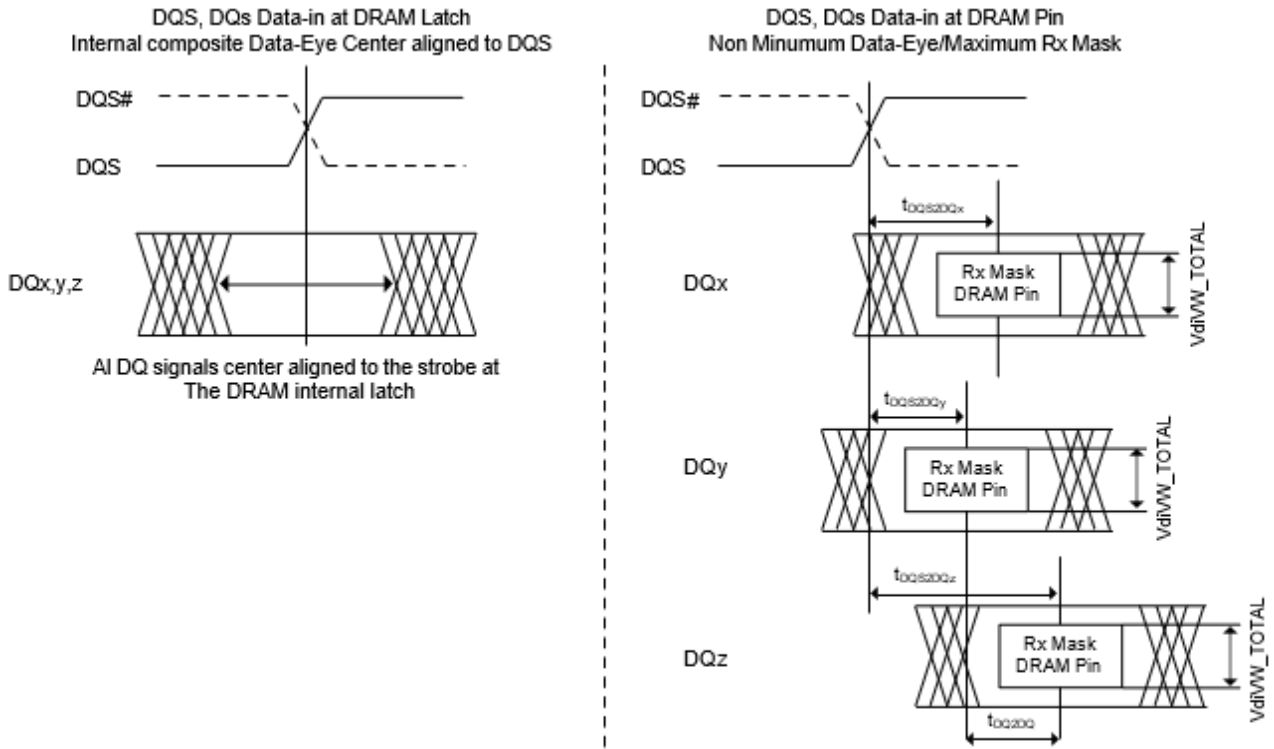 DQS, DQs Data-in at DRAM Latch
Internal composite Data-Eye Center aligned to DQS
DQS#
DQS
DQx,y,z
Al DQ signals center aligned to the strobe at
The DRAM internal latch
DQS, DQs Data-in at DRAM Pin
Non Minumum Data-Eye/Maximum Rx Mask
DQS#
DQS
tDQS2DQx
DQx
Rx Mask
DRAM Pin
VdiVW_TOTAL
tDQS2DQy
DQy
Rx Mask
DRAM Pin
VdiVW_TOTAL
tDQS2DQz
DQz
Rx Mask
DRAM Pin
VdiVW_TOTAL
tDQ2DQ